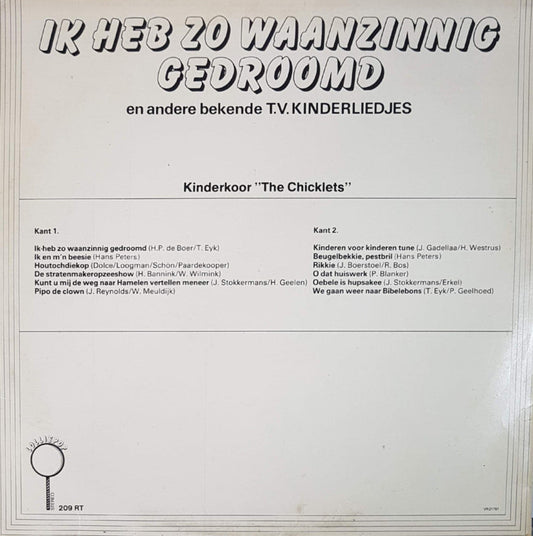 IK HEB ZO WAANZINNIG
GEDROOMD
en andere bekende T.V. KINDERLIEDJES
Kinderkoor "The Chicklets"
Kant 1.
Ik heb zo waanzinnig gedroomd (H.P. de Boer/T. Eyk)
Ik en m'n beesie (Hans Peters)
Houtochdiekop (Dolce/Loogman/Schön/Paardekooper)
De stratenmakeropzeeshow (H. Bannink/W. Wilmink)
Kunt u mij de weg naar Hamelen vertellen meneer (J. Stokkermans/H. Geelen)
Pipo de clown (J. Reynolds/W. Meuldijk)
Kant 2.
Kinderen voor kinderen tune (J. Gadellaa/H. Westrus)
Beugelbekkie, pestbril (Hans Peters)
Rikkie (J. Boerstoel/R. Bos)
O dat huiswerk (P. Blanker)
Oebele is hupsakee (J. Stokkermans/Erkel)
We gaan weer naar Bibelebons (T. Eyk/P. Geelhoed)
LOLLIEPOP
STEREO
209 RT